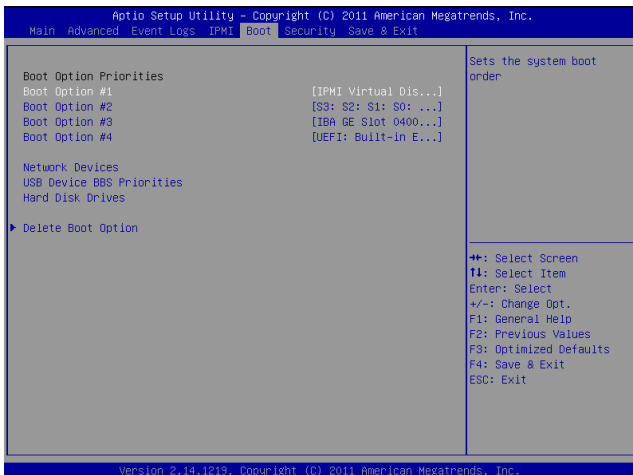 Aptio Setup Utility – Copyright (C) 2011 American Megatrends, Inc.
Main Advanced Event Logs IPMI Boot Security Save & Exit
Boot Option Priorities
Boot Option #1 [IPMI Virtual Dis...]
Boot Option #2 [S3: S2: S1: S0: ...]
Boot Option #3 [IBA GE Slot 0400...]
Boot Option #4 [UEFI: Built-in E...]
Network Devices
USB Device BBS Priorities
Hard Disk Drives
Delete Boot Option
Sets the system boot
order
→←: Select Screen
↑↓: Select Item
Enter: Select
+/-: Change Opt.
F1: General Help
F2: Previous Values
F3: Optimized Defaults
F4: Save & Exit
ESC: Exit
Version 2.14.1219. Copyright (C) 2011 American Megatrends, Inc.